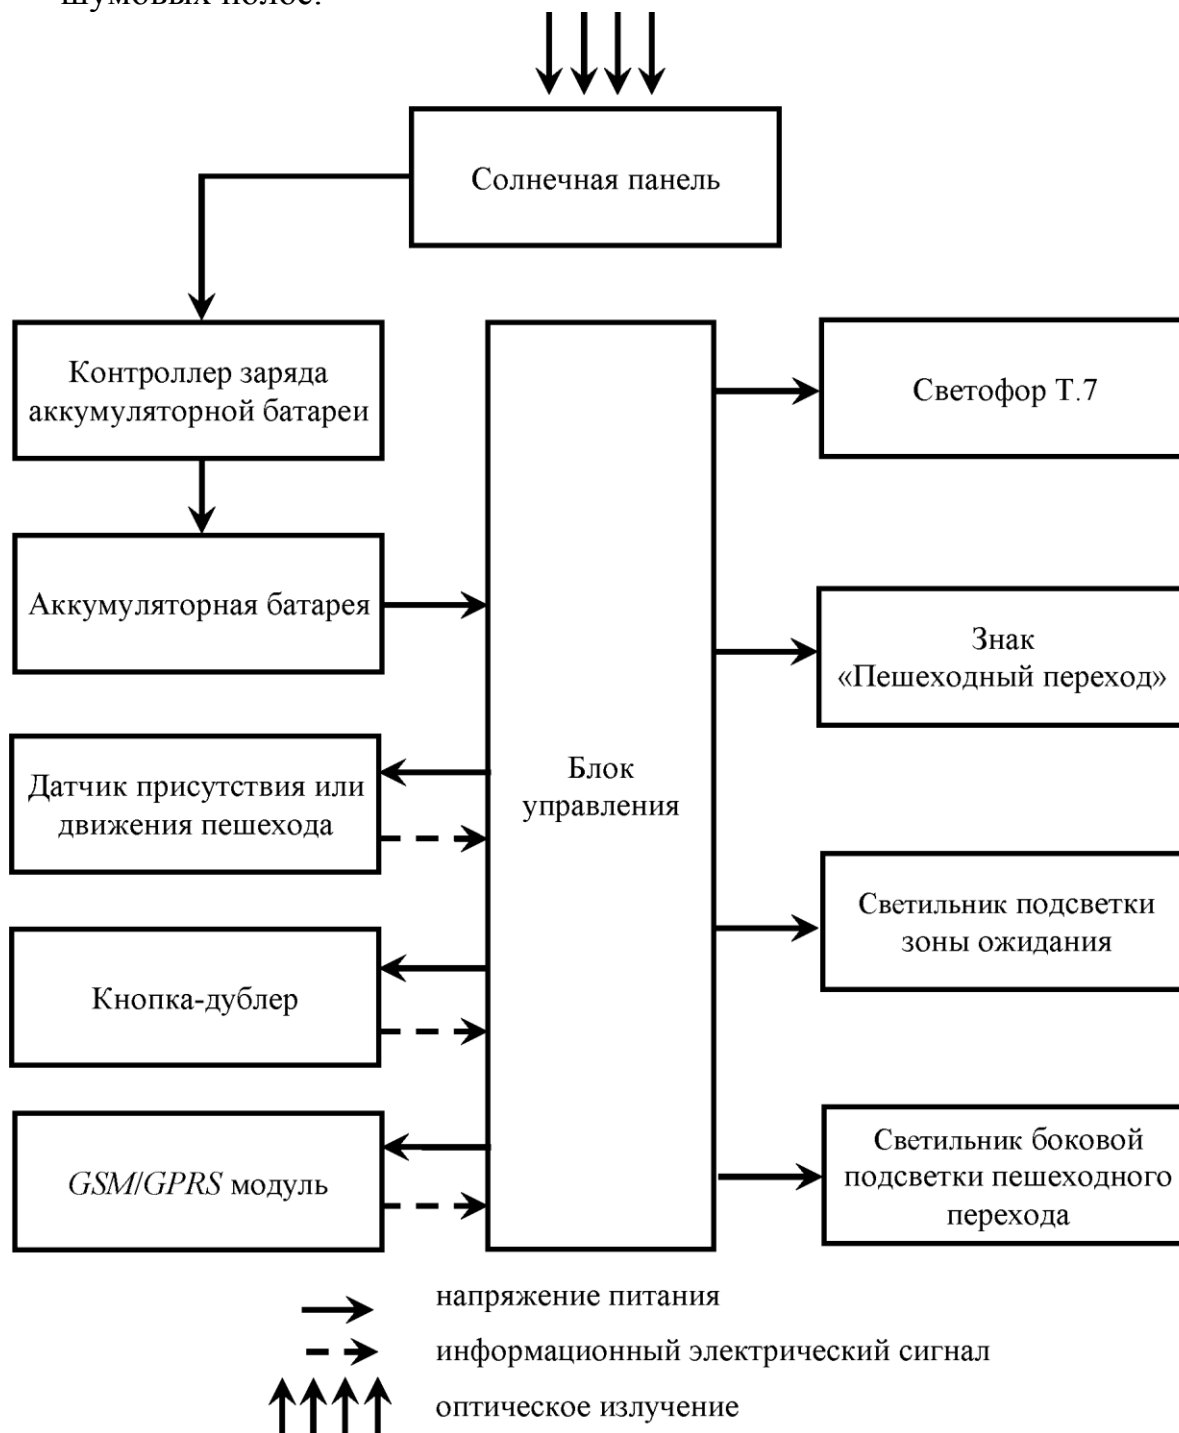 шумовых полос.
Солнечная панель
Контроллер заряда
аккумуляторной батареи
Светофор Т.7
Аккумуляторная батарея
Знак
«Пешеходный переход»
Датчик присутствия или
движения пешехода
Блок
управления
Светильник подсветки
зоны ожидания
Кнопка-дублер
GSM/GPRS модуль
Светильник боковой
подсветки пешеходного
перехода
напряжение питания
информационный электрический сигнал
оптическое излучение